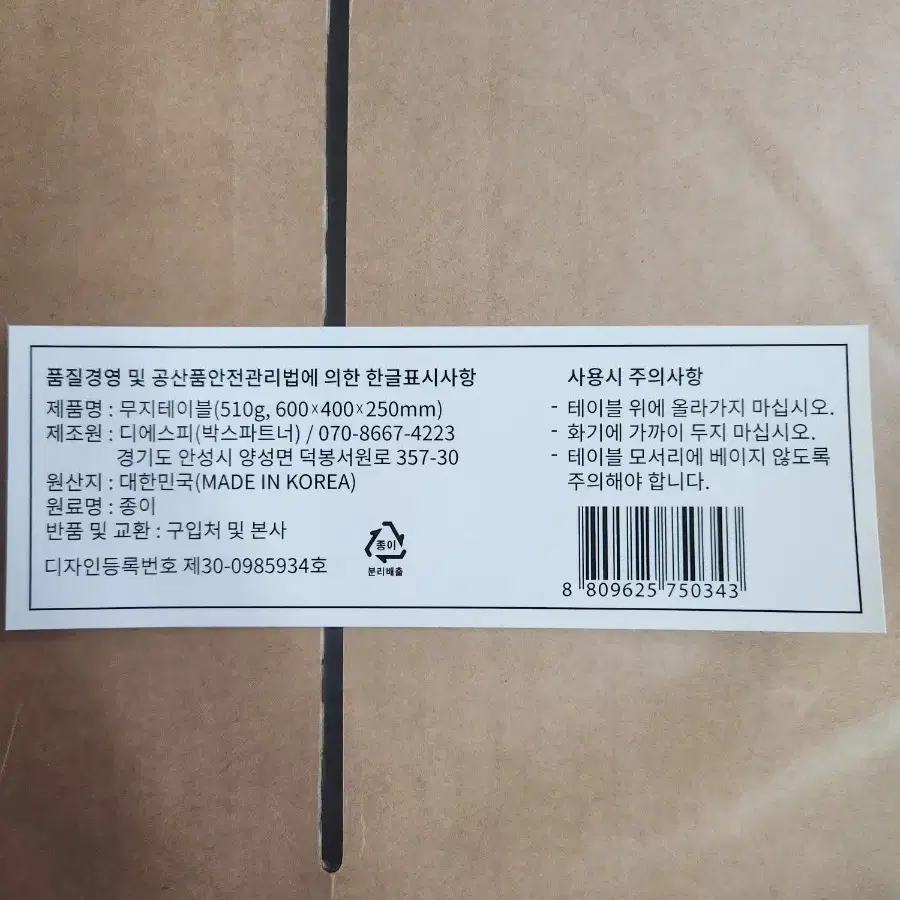 품질경영 및 공산품안전관리법에 의한 한글표시사항
제품명 : 무지테이블(510g, 600×400×250mm)
제조원 : 디에스피(박스파트너) / 070-8667-4223
경기도 안성시 양성면 덕봉서원로 357-30
원산지 : 대한민국(MADE IN KOREA)
원료명 : 종이
반품 및 교환 : 구입처 및 본사
디자인등록번호 제30-0985934호
종이
분리배출
사용시 주의사항
- 테이블 위에 올라가지 마십시오.
- 화기에 가까이 두지 마십시오.
- 테이블 모서리에 베이지 않도록
주의해야 합니다.
8 809625 750343